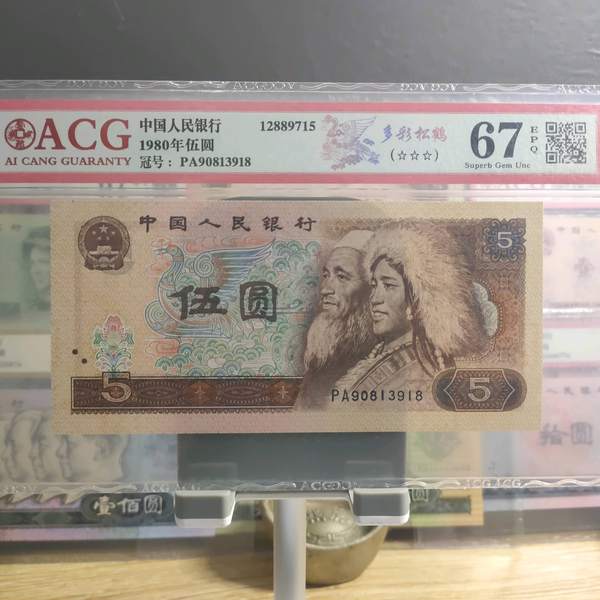 ACG
AI CANG GUARANTY
中国人民银行
1980年伍圆
冠号：PA90813918
12889715
多彩松鹤
(☆☆☆)
67
EPQ
Superb Gem Unc
中国人民银行
5
伍圆
5
PA90813918
5
壹佰圆
拾圆